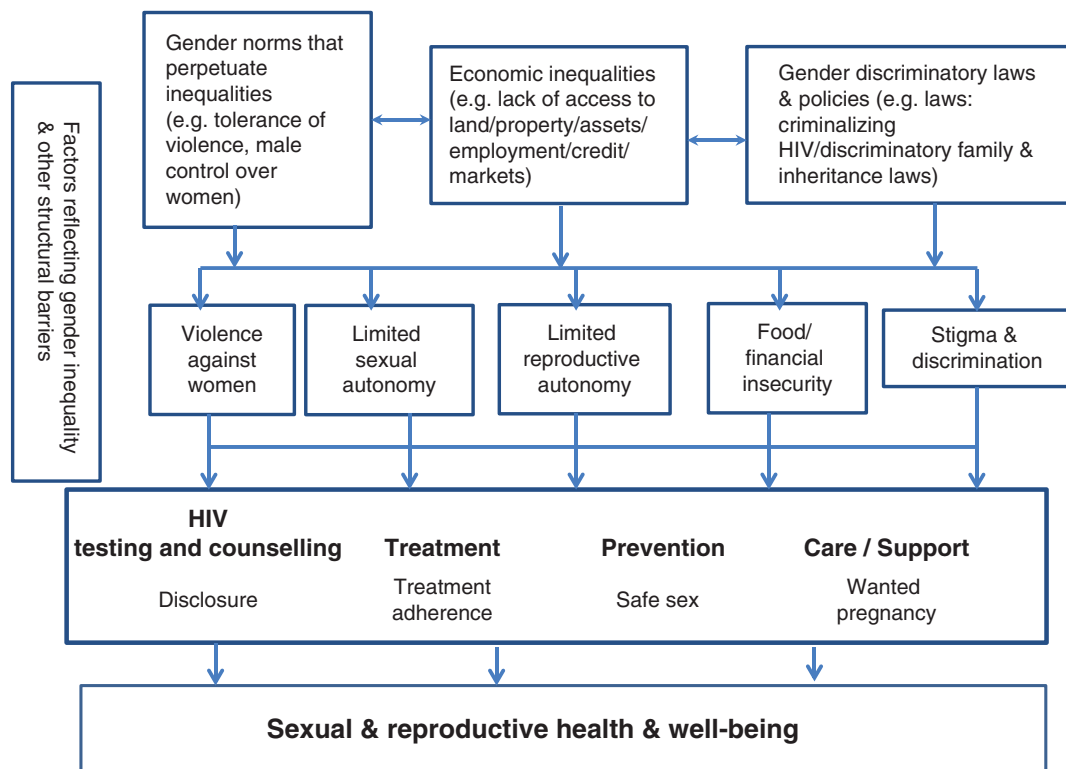 Factors reflecting gender inequality
& other structural barriers
Gender norms that
perpetuate
inequalities
(e.g. tolerance of
violence, male
control over
women)
Economic inequalities
(e.g. lack of access to
land/property/assets/
employment/credit/
markets)
Gender discriminatory laws
& policies (e.g. laws:
criminalizing
HIV/discriminatory family &
inheritance laws)
Violence
against
women
Limited
sexual
autonomy
Limited
reproductive
autonomy
Food/
financial
insecurity
Stigma &
discrimination
HIV
testing and counselling
Disclosure
Treatment
Treatment
adherence
Prevention
Safe sex
Care / Support
Wanted
pregnancy
Sexual & reproductive health & well-being